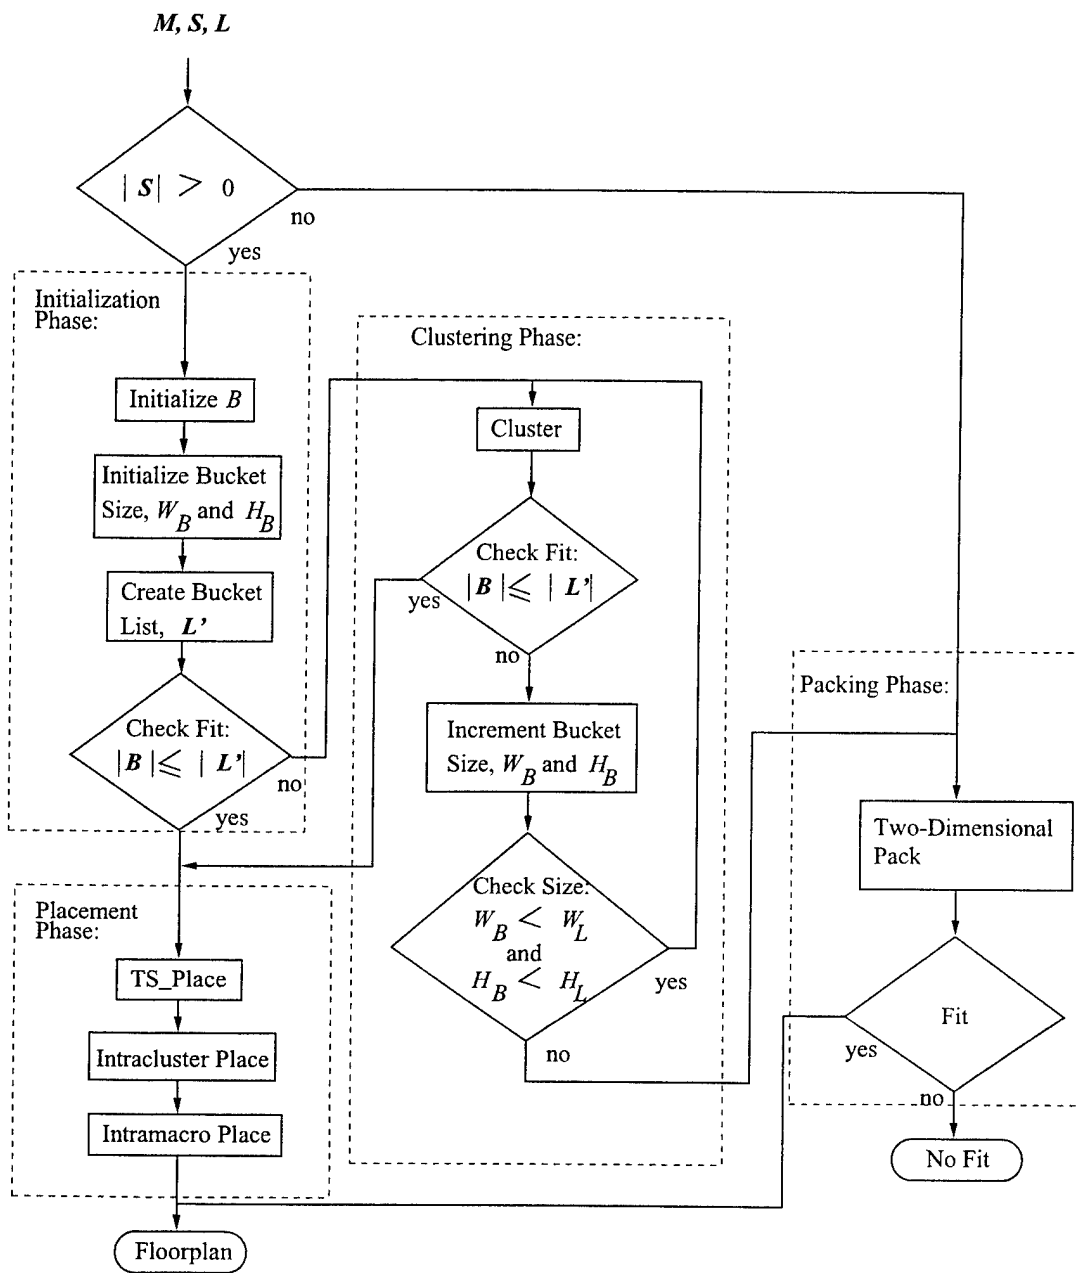 M, S, L
| S | > 0
no
yes
Initialization
Phase:
Initialize B
Initialize Bucket
Size, W_B and H_B
Create Bucket
List, L’
Check Fit:
| B | ⩽ | L’|
no
yes
Clustering Phase:
Cluster
Check Fit:
| B | ⩽ | L’|
yes
no
Increment Bucket
Size, W_B and H_B
Check Size:
W_B < W_L
and
H_B < H_L
yes
no
Placement
Phase:
TS_Place
Intracluster Place
Intramacro Place
Floorplan
Packing Phase:
Two-Dimensional
Pack
Fit
yes
no
No Fit